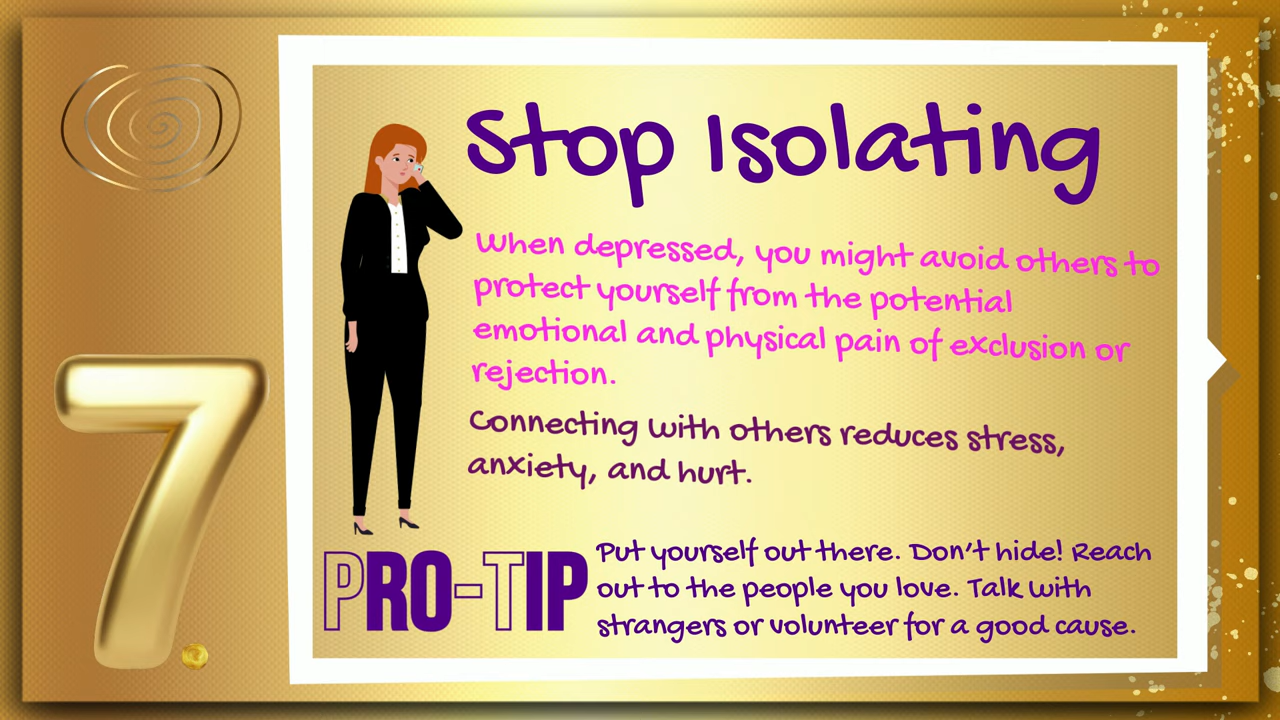 7.
Stop Isolating
When depressed, you might avoid others to
protect yourself from the potential
emotional and physical pain of exclusion or
rejection.
Connecting with others reduces stress,
anxiety, and hurt.
PRO-TIP
Put yourself out there. Don't hide! Reach
out to the people you love. Talk with
strangers or volunteer for a good cause.